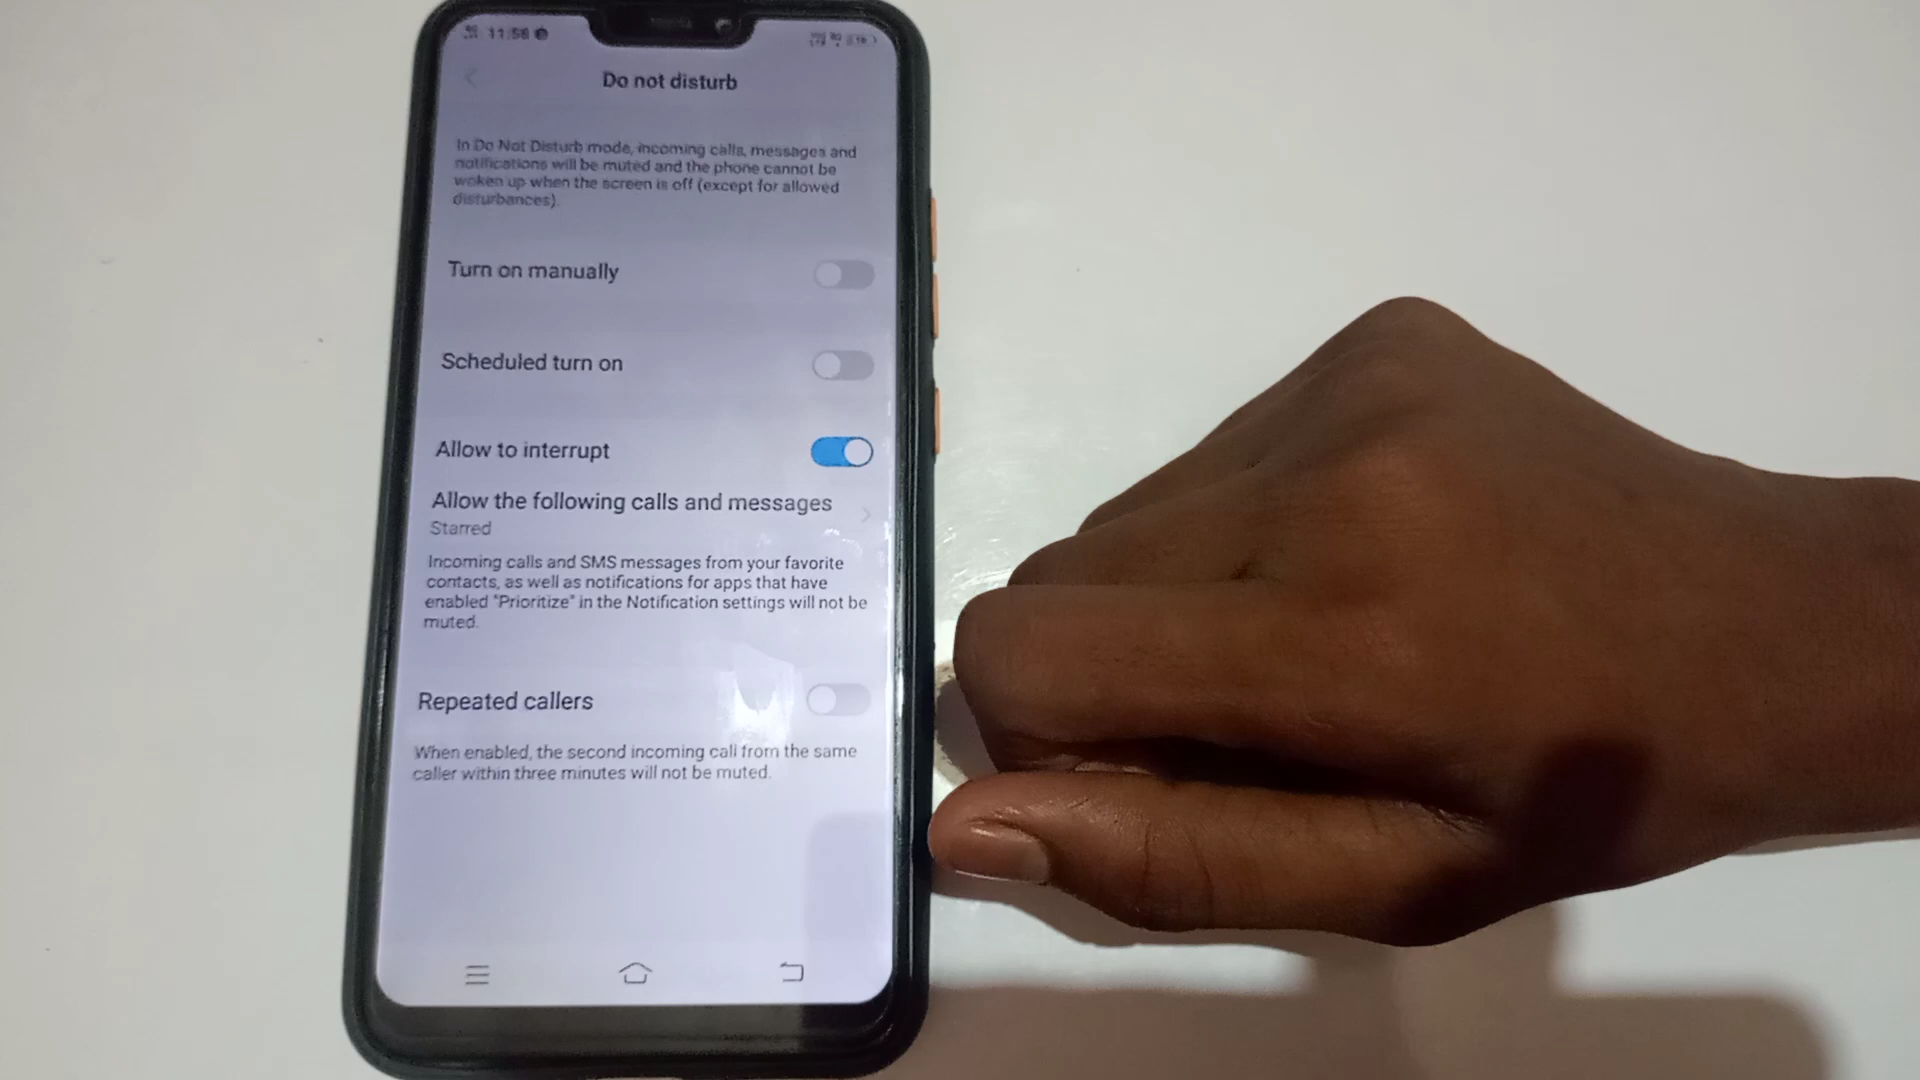 11:56
Do not disturb
In Do Not Disturb mode, incoming calls, messages and
notifications will be muted and the phone cannot be
woken up when the screen is off (except for allowed
disturbances).
Turn on manually
Scheduled turn on
Allow to interrupt
Allow the following calls and messages
Starred
Incoming calls and SMS messages from your favorite
contacts, as well as notifications for apps that have
enabled "Prioritize" in the Notification settings will not be
muted.
Repeated callers
When enabled, the second incoming call from the same
caller within three minutes will not be muted.